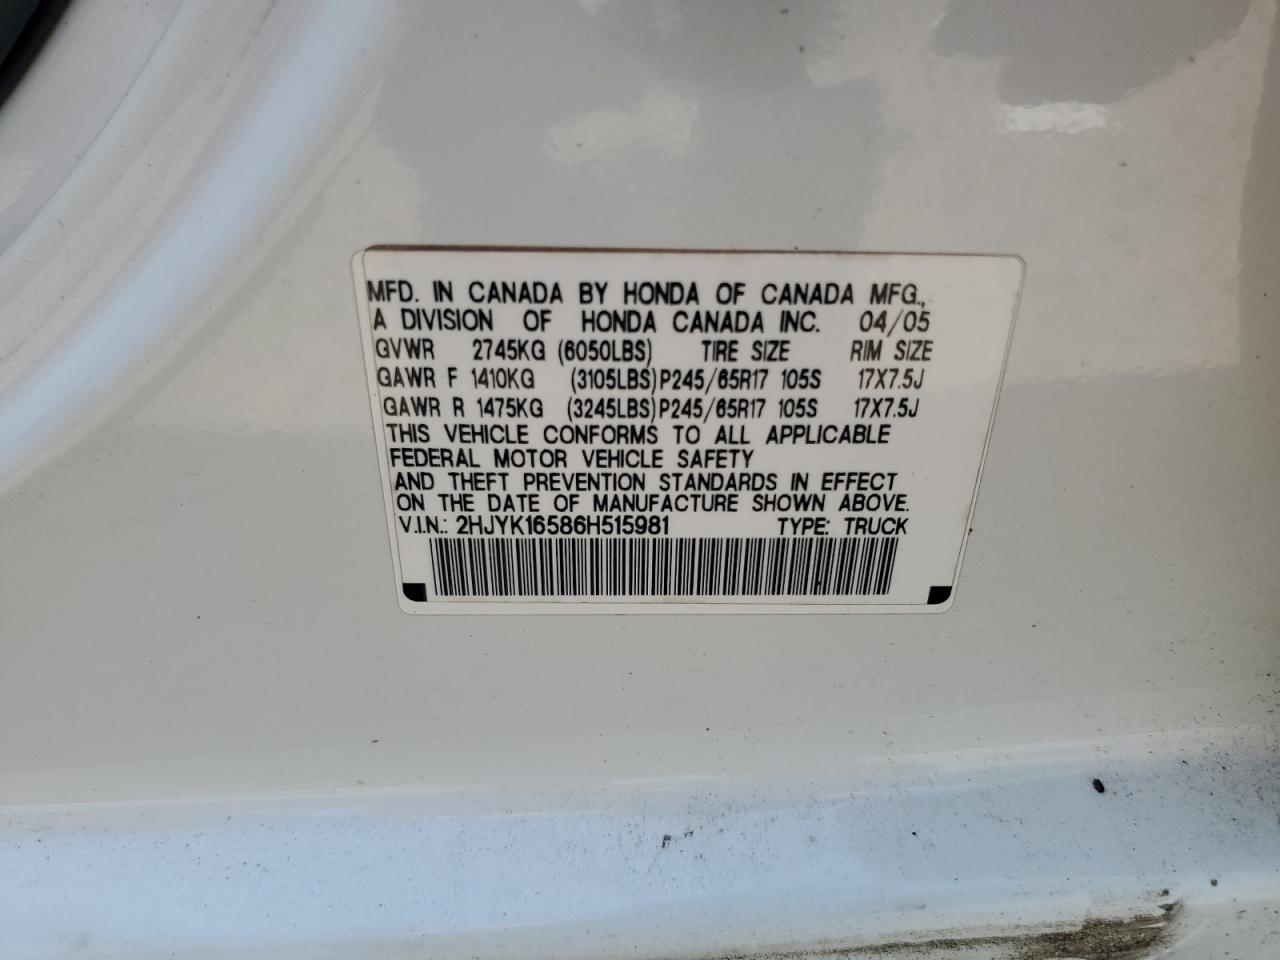 MFD. IN CANADA BY HONDA OF CANADA MFG.,
A DIVISION OF HONDA CANADA INC. 04/05
GVWR 2745KG (6050LBS) TIRE SIZE RIM SIZE
GAWR F 1410KG (3105LBS) P245/65R17 105S 17X7.5J
GAWR R 1475KG (3245LBS) P245/65R17 105S 17X7.5J
THIS VEHICLE CONFORMS TO ALL APPLICABLE
FEDERAL MOTOR VEHICLE SAFETY
AND THEFT PREVENTION STANDARDS IN EFFECT
ON THE DATE OF MANUFACTURE SHOWN ABOVE.
V.I.N.: 2HJYK16586H515981 TYPE: TRUCK